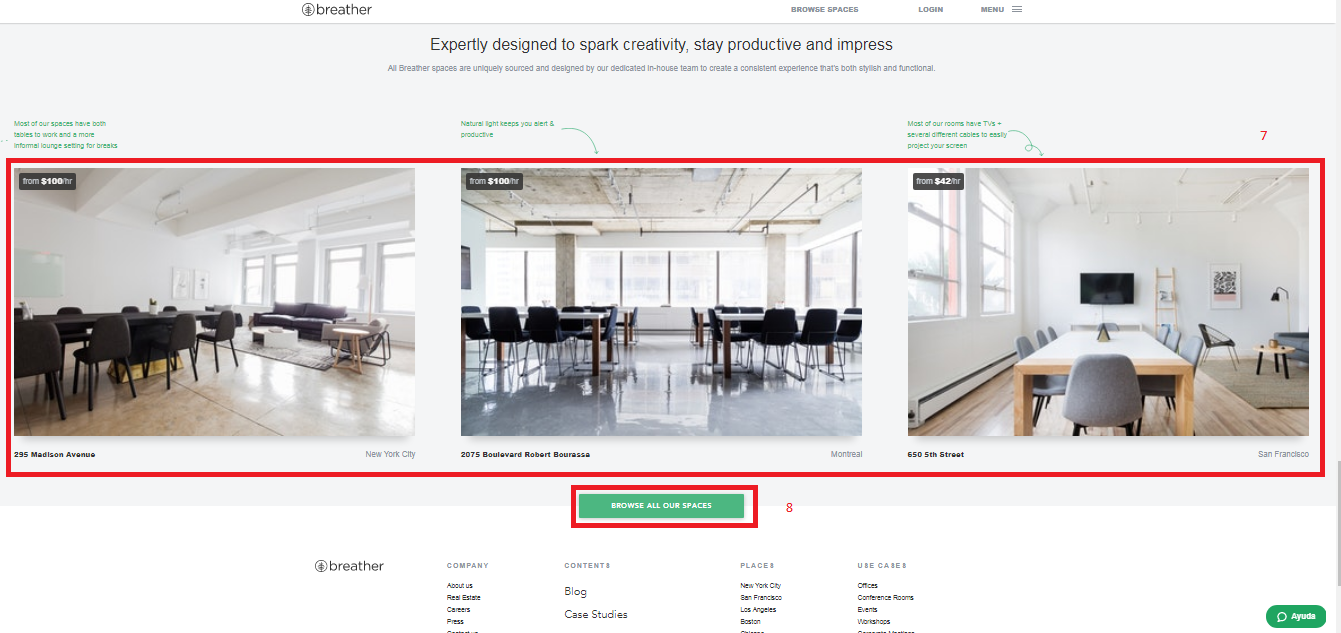 breather
BROWSE SPACES
LOGIN
MENU
Expertly designed to spark creativity, stay productive and impress
All Breather spaces are uniquely sourced and designed by our dedicated in-house team to create a consistent experience that's both stylish and functional.
Most of our spaces have both
tables to work and a more
informal lounge setting for breaks
Natural light keeps you alert &
productive
Most of our rooms have TVs +
several different cables to easily
project your screen
7
from $100/hr
from $100/hr
from $42/hr
295 Madison Avenue
New York City
2075 Boulevard Robert Bourassa
Montreal
650 5th Street
San Francisco
BROWSE ALL OUR SPACES
8
breather
COMPANY
About us
Real Estate
Careers
Press
Contact us
CONTENTS
Blog
Case Studies
PLACES
New York City
San Francisco
Los Angeles
Boston
Chicago
USE CASES
Offices
Conference Rooms
Events
Workshops
Corporate Meetings
Ayuda